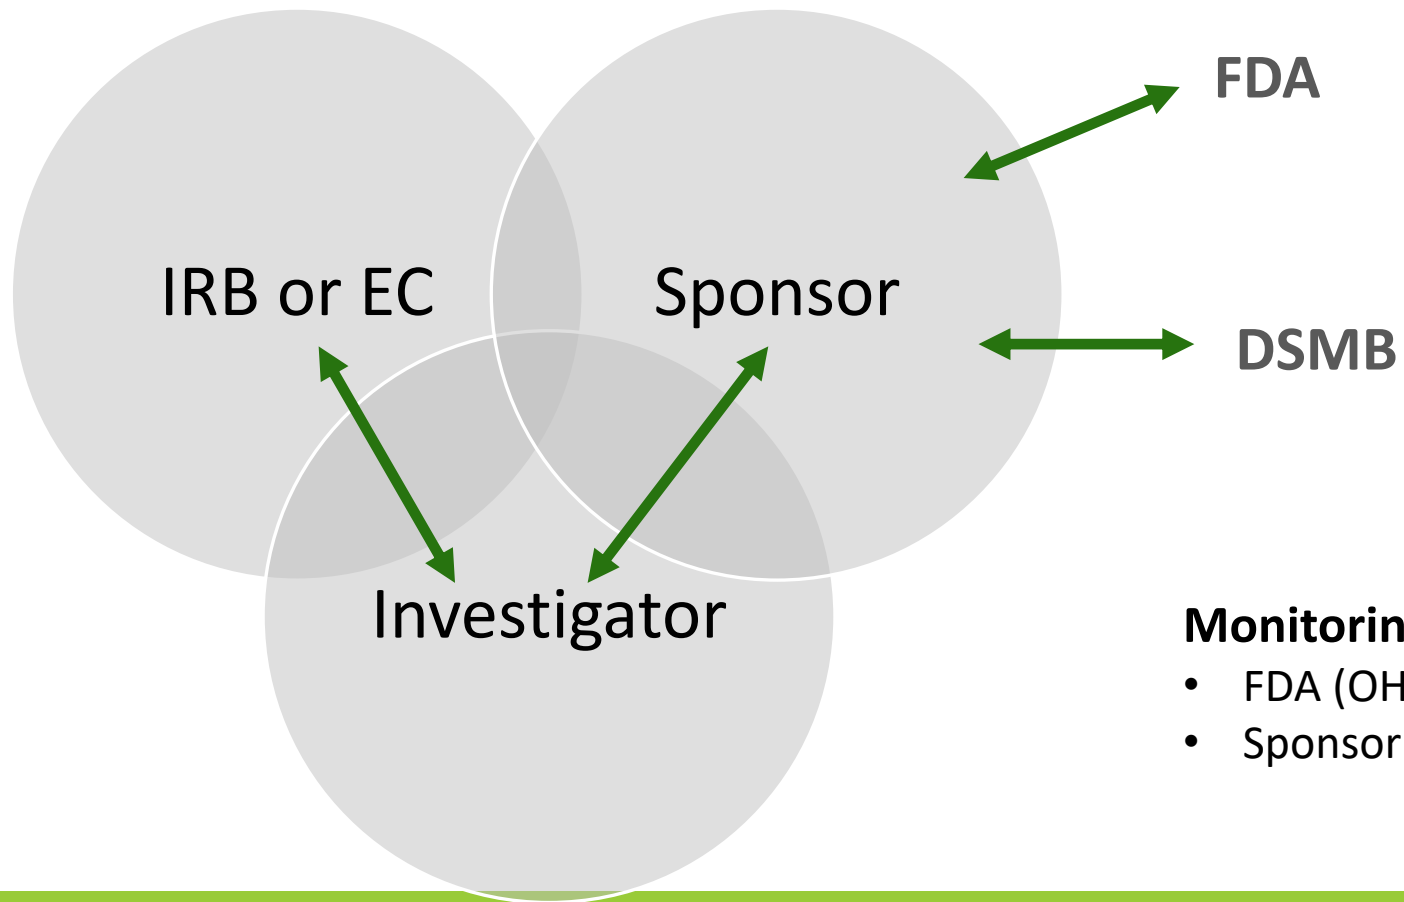 FDA
IRB or EC
Sponsor
DSMB
Investigator
Monitorin
• FDA (OH
• Sponsor